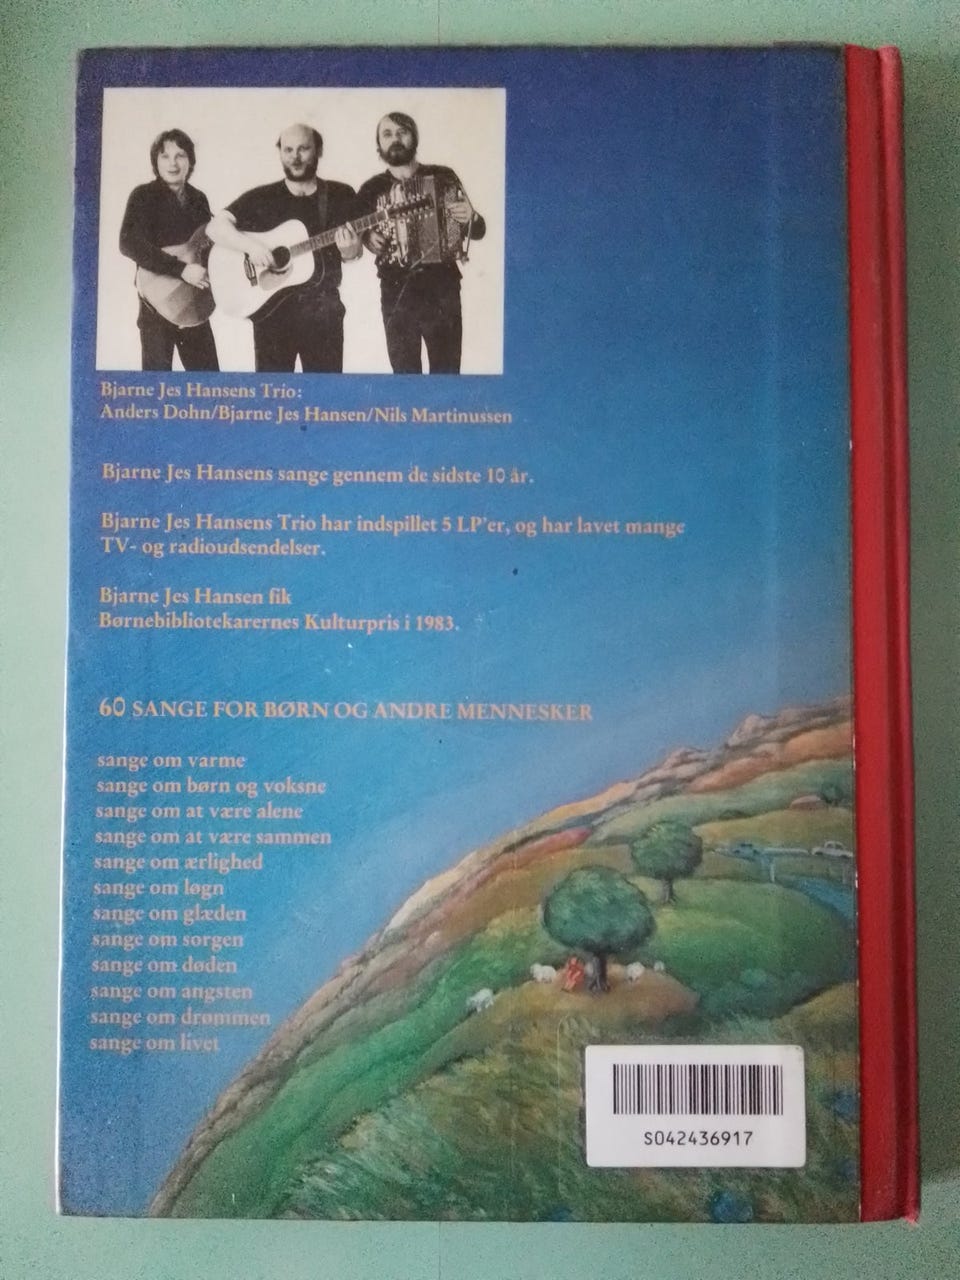 Bjarne Jes Hansens Trio:
Anders Dohn/Bjarne Jes Hansen/Nils Martinussen
Bjarne Jes Hansens sange gennem de sidste 10 år.
Bjarne Jes Hansens Trio har indspillet 5 LP'er, og har lavet mange
TV- og radioudsendelser.
Bjarne Jes Hansen fik
Børnebibliotekarernes Kulturpris i 1983.
60 SANGE FOR BØRN OG ANDRE MENNESKER
sange om varme
sange om børn og voksne
sange om at være alene
sange om at være sammen
sange om ærlighed
sange om løgn
sange om glæden
sange om sorgen
sange om døden
sange om angsten
sange om drømmen
sange om livet
S042436917